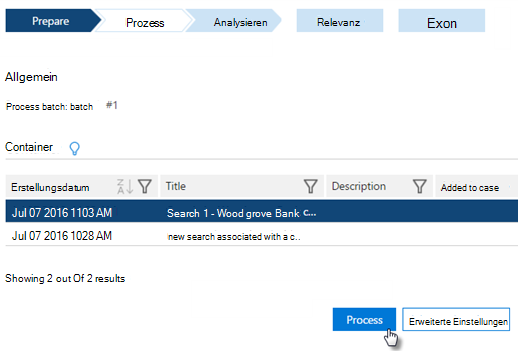 Prepare Prozess Analysieren Relevanz Exon
Allgemein
Process batch: batch #1
Container
Erstellungsdatum ZA Title Description Added to case
Jul 07 2016 1103 AM Search 1 - Wood grove Bank c...
Jul 07 2016 1028 AM new search associated with a c..
Showing 2 out Of 2 results
Process Erweiterte Einstellungen